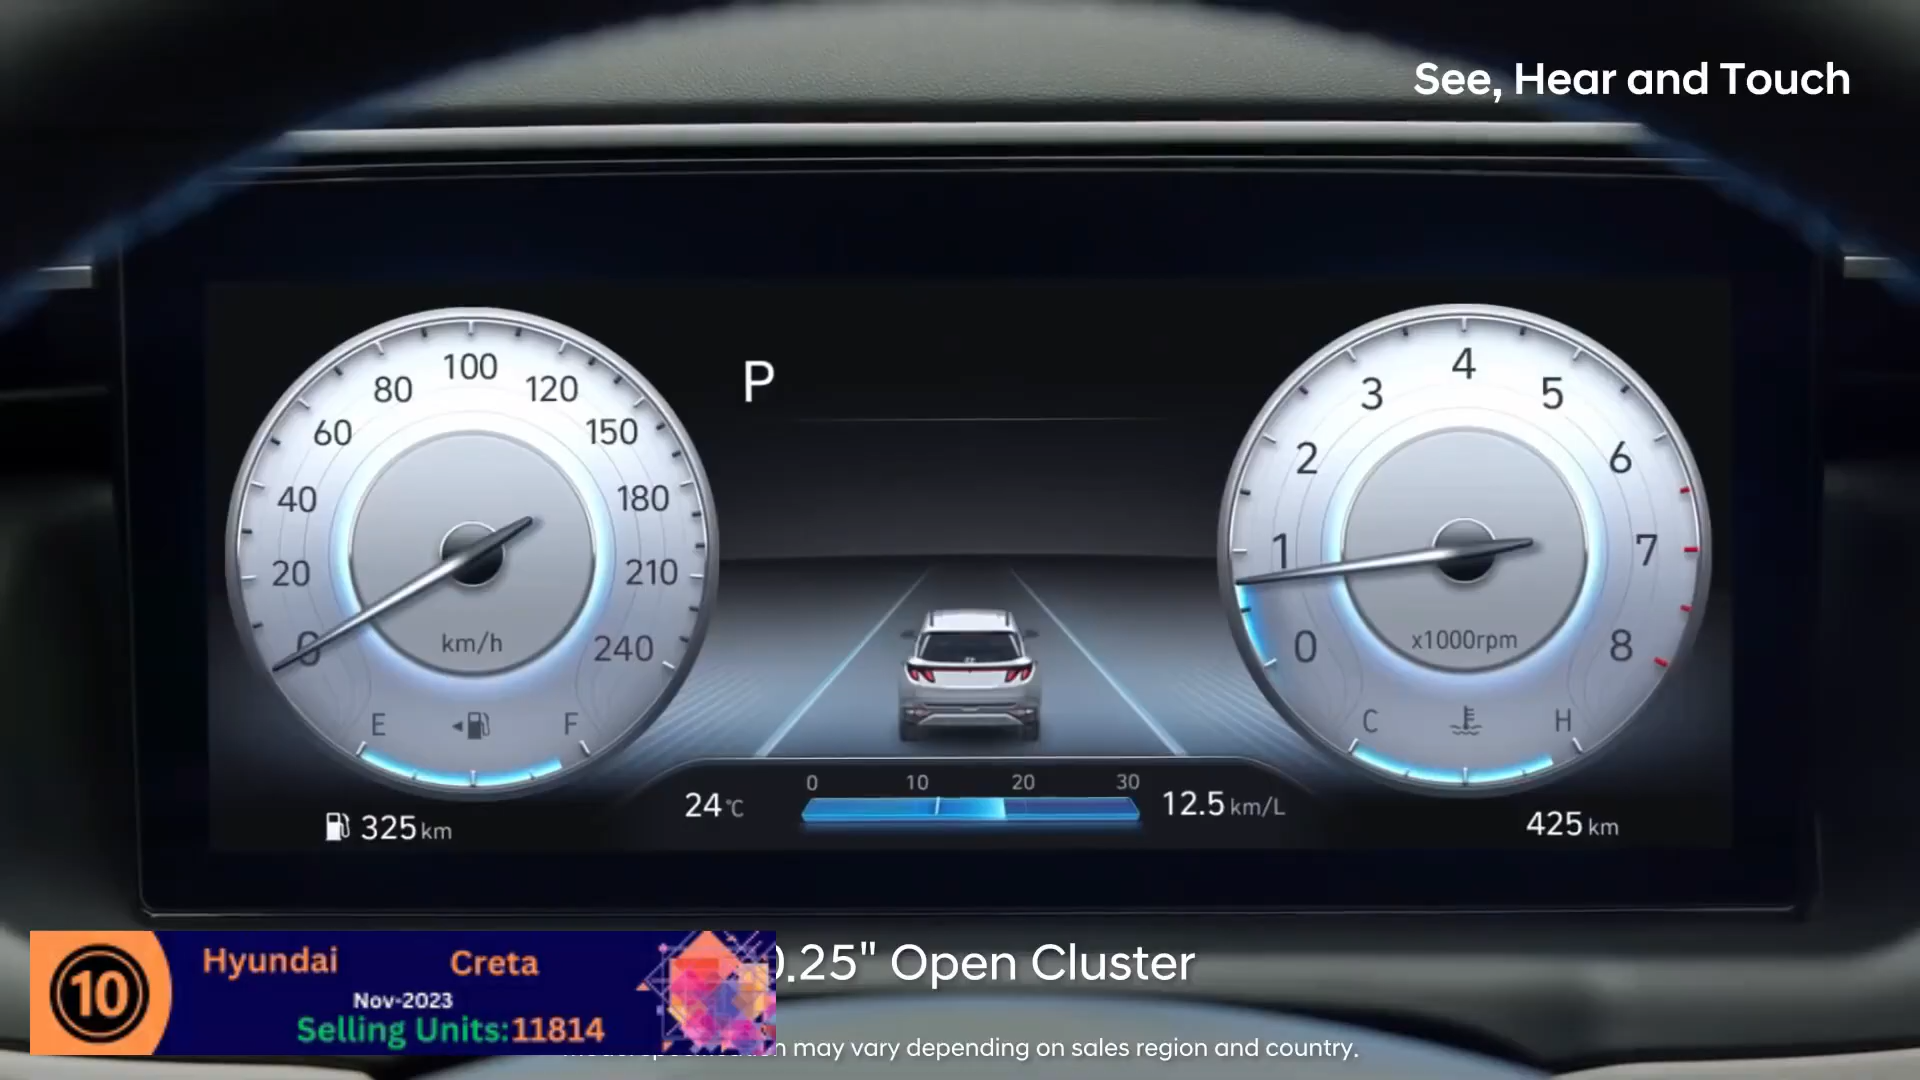 See, Hear and Touch
P
100
80
120
60
150
40
180
20
210
0
240
km/h
E
F
4
3
5
2
6
1
7
0
8
x1000rpm
C
H
24°C
0 10 20 30
12.5 km/L
325 km
425 km
.25" Open Cluster
10
Hyundai Creta
Nov-2023
Selling Units:11814
may vary depending on sales region and country.